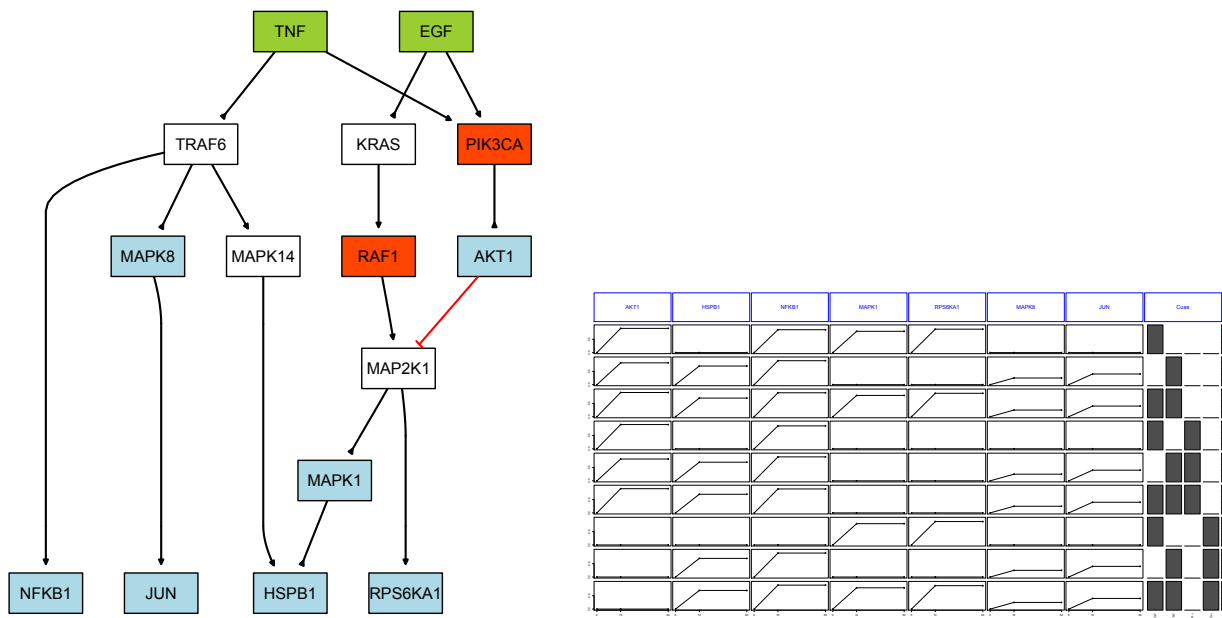 TNF EGF
TRAF6 KRAS PIK3CA
MAPK8 MAPK14 RAF1 AKT1
MAP2K1
MAPK1
NFKB1 JUN HSPB1 RPS6KA1
AKT1 HSPB1 NFKB1 MAPK1 RPS6KA1 MAPK8 JUN Cues